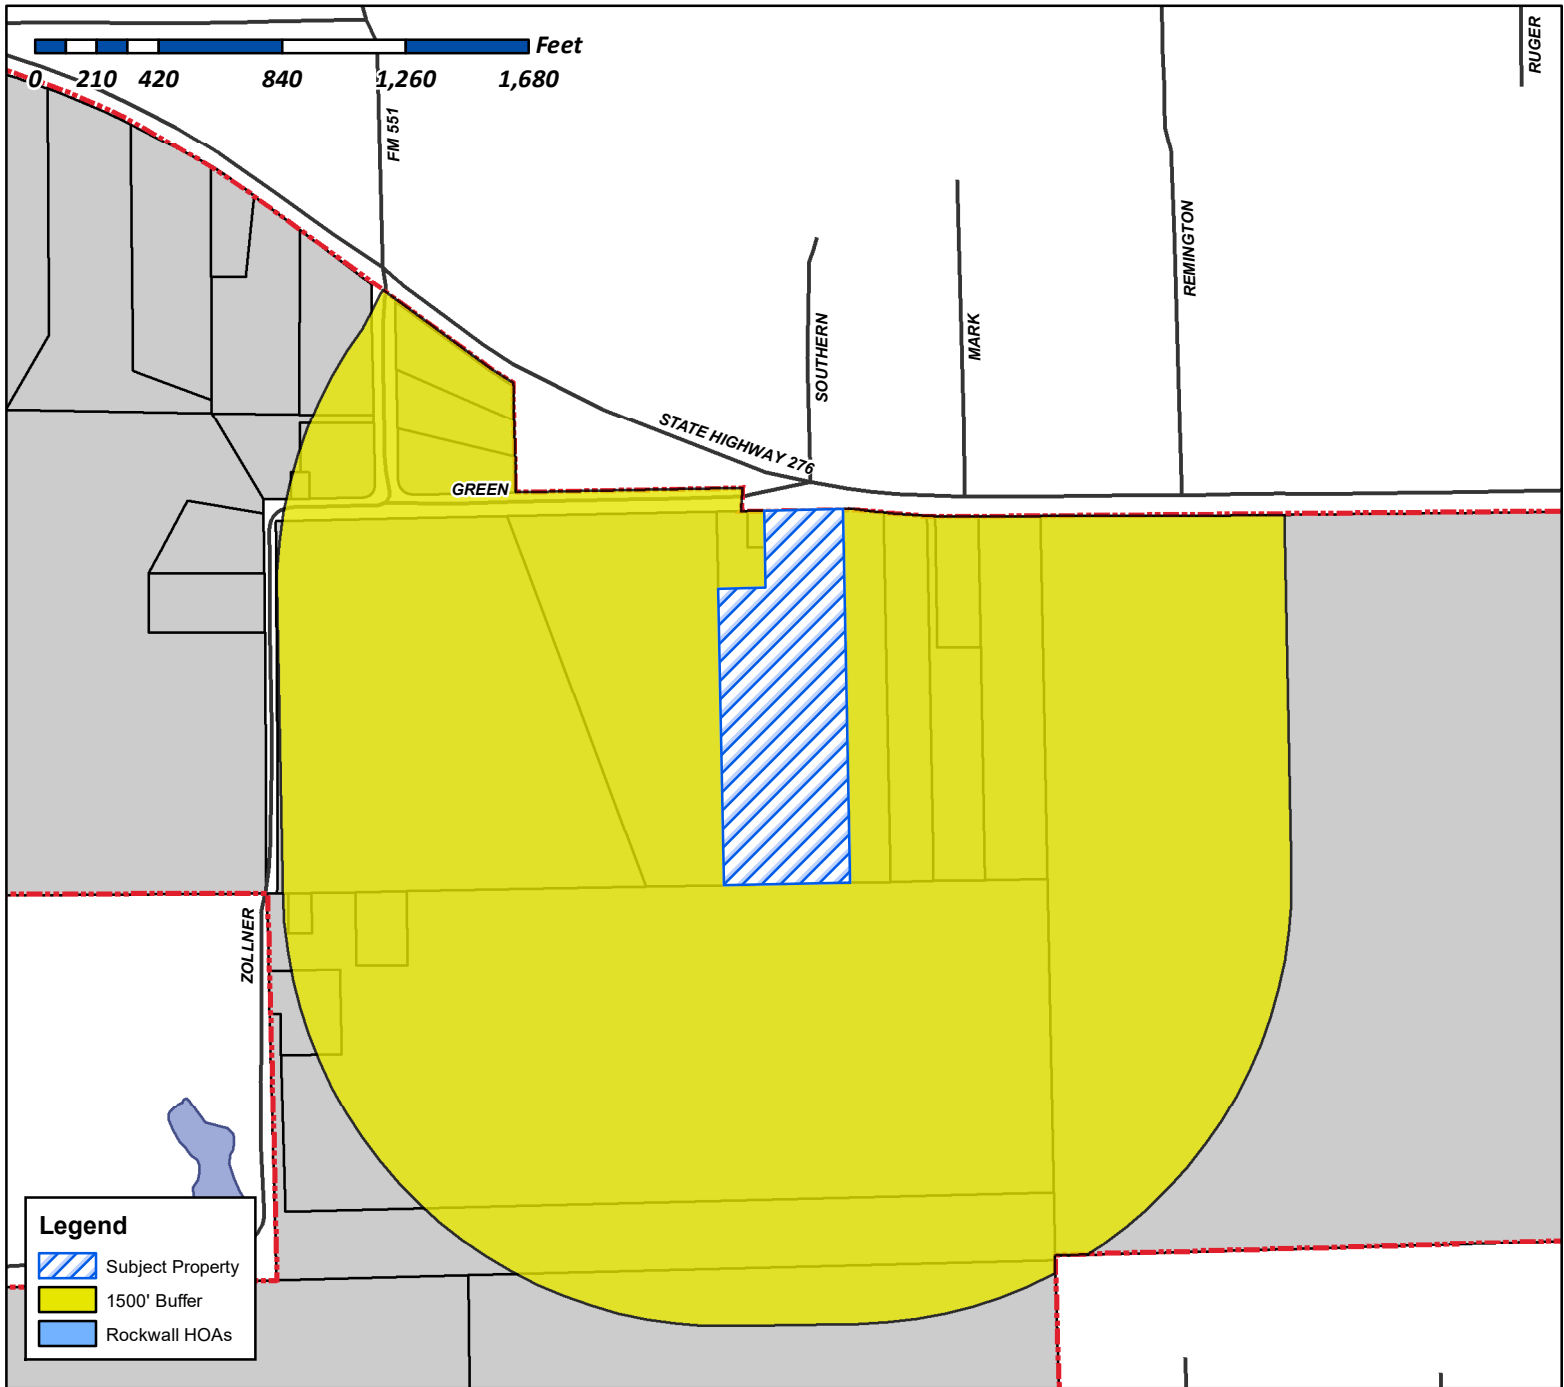 Feet
0 210 420 840 1,260 1,680
RUGER
FM 551
REMINGTON
SOUTHERN
MARK
STATE HIGHWAY 276
GREEN
ZOLLNER
Legend
Subject Property
1500' Buffer
Rockwall HOAs